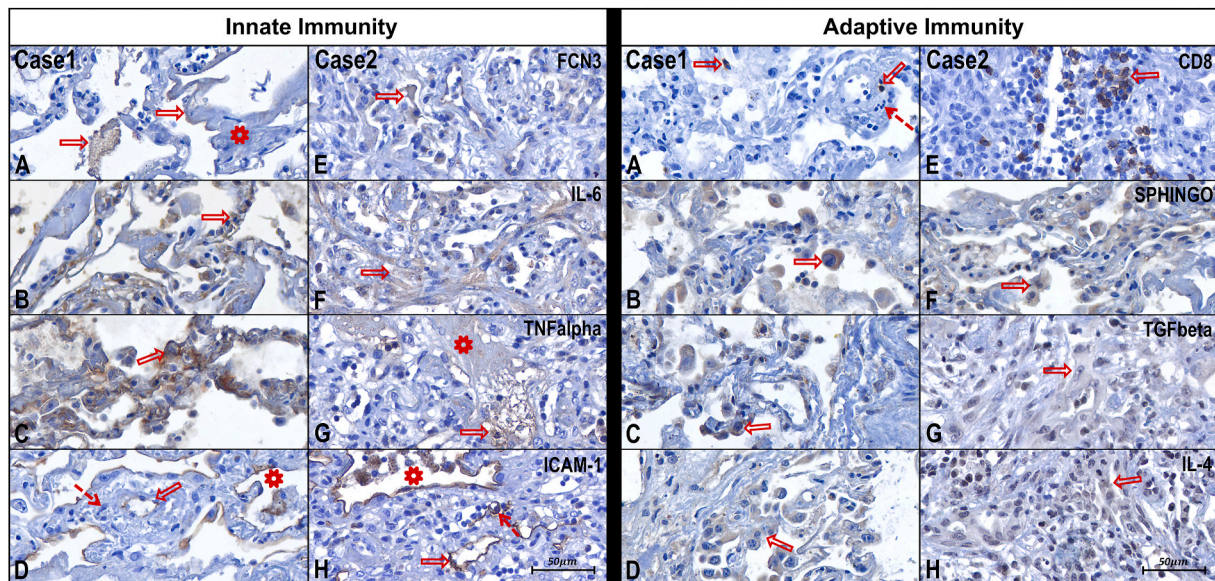 Innate Immunity
Adaptive Immunity
Case1
Case2
FCN3
A
E
IL-6
B
F
TNFalpha
C
G
ICAM-1
D
H
50µm
Case1
Case2
CD8
A
E
SPHINGO
B
F
TGFbeta
C
G
IL-4
D
H
50µm